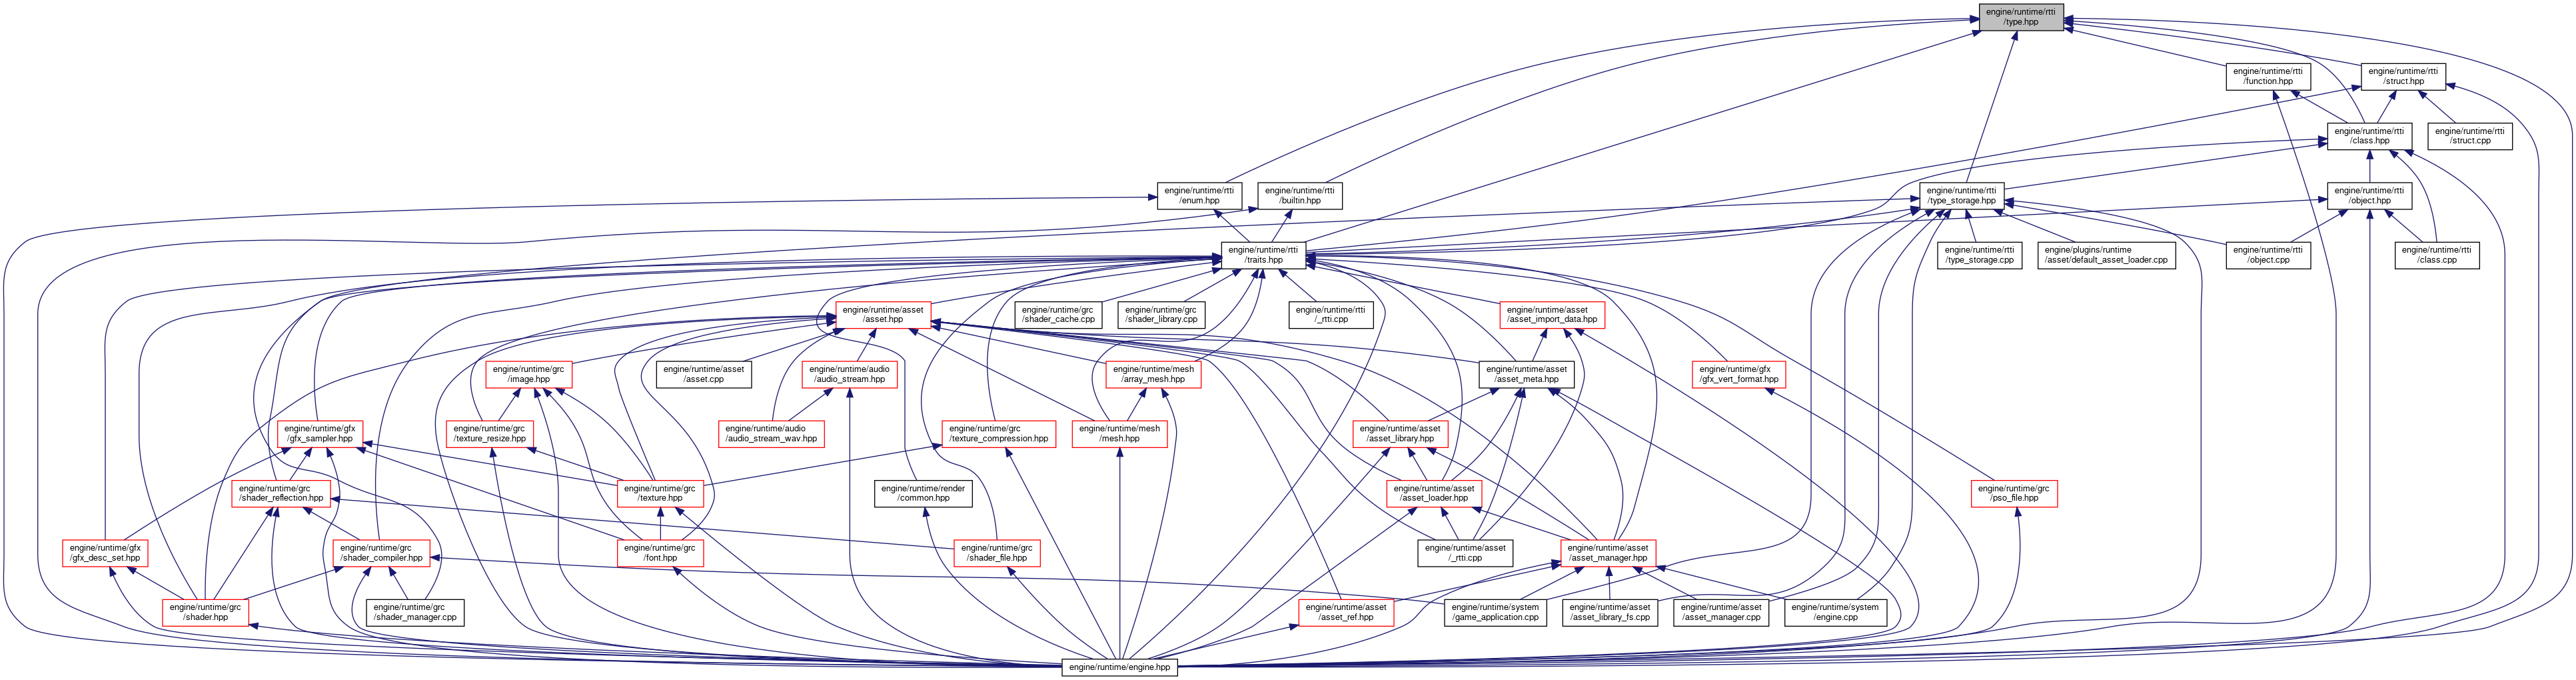 engine/runtime/rtti
/type.hpp
engine/runtime/rtti
/function.hpp
engine/runtime/rtti
/struct.hpp
engine/runtime/rtti
/class.hpp
engine/runtime/rtti
/struct.cpp
engine/runtime/rtti
/enum.hpp
engine/runtime/rtti
/builtin.hpp
engine/runtime/rtti
/type_storage.hpp
engine/runtime/rtti
/object.hpp
engine/runtime/rtti
/traits.hpp
engine/runtime/rtti
/type_storage.cpp
engine/plugins/runtime
/asset/default_asset_loader.cpp
engine/runtime/rtti
/object.cpp
engine/runtime/rtti
/class.cpp
engine/runtime/asset
/asset.hpp
engine/runtime/grc
/shader_cache.cpp
engine/runtime/grc
/shader_library.cpp
engine/runtime/rtti
/_rtti.cpp
engine/runtime/asset
/asset_import_data.hpp
engine/runtime/grc
/image.hpp
engine/runtime/asset
/asset.cpp
engine/runtime/audio
/audio_stream.hpp
engine/runtime/mesh
/array_mesh.hpp
engine/runtime/asset
/asset_meta.hpp
engine/runtime/gfx
/gfx_vert_format.hpp
engine/runtime/gfx
/gfx_sampler.hpp
engine/runtime/grc
/texture_resize.hpp
engine/runtime/audio
/audio_stream_wav.hpp
engine/runtime/grc
/texture_compression.hpp
engine/runtime/mesh
/mesh.hpp
engine/runtime/asset
/asset_library.hpp
engine/runtime/grc
/shader_reflection.hpp
engine/runtime/grc
/texture.hpp
engine/runtime/render
/common.hpp
engine/runtime/asset
/asset_loader.hpp
engine/runtime/grc
/pso_file.hpp
engine/runtime/gfx
/gfx_desc_set.hpp
engine/runtime/grc
/shader_compiler.hpp
engine/runtime/grc
/font.hpp
engine/runtime/grc
/shader_file.hpp
engine/runtime/asset
/_rtti.cpp
engine/runtime/asset
/asset_manager.hpp
engine/runtime/grc
/shader.hpp
engine/runtime/grc
/shader_manager.cpp
engine/runtime/asset
/asset_ref.hpp
engine/runtime/system
/game_application.cpp
engine/runtime/asset
/asset_library_fs.cpp
engine/runtime/asset
/asset_manager.cpp
engine/runtime/system
/engine.cpp
engine/runtime/engine.hpp